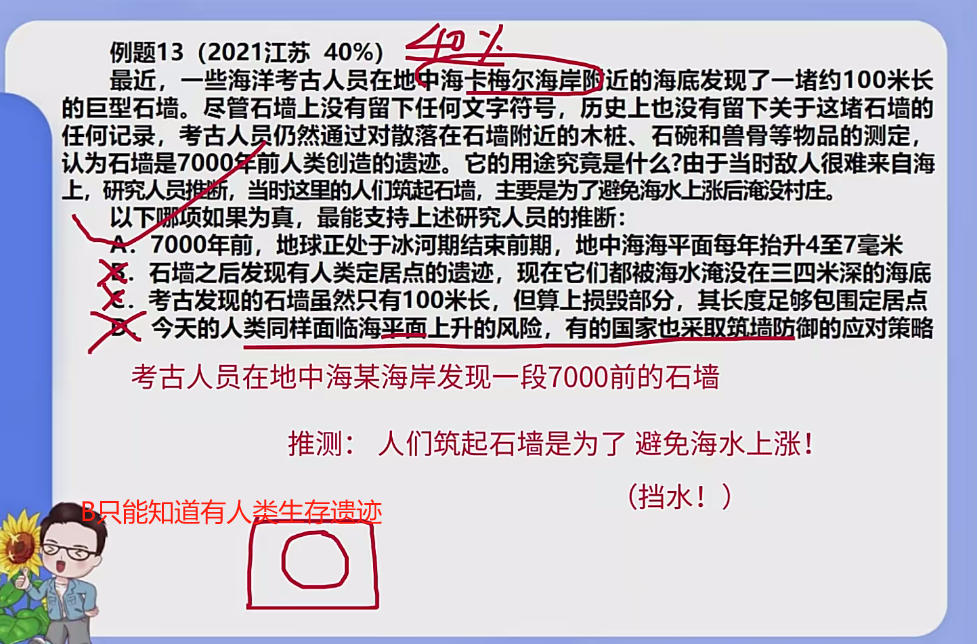 例题13（2021江苏 40%）
40%
最近，一些海洋考古人员在地中海卡梅尔海岸附近的海底发现了一堵约100米长
的巨型石墙。尽管石墙上没有留下任何文字符号，历史上也没有留下关于这堵石墙的
任何记录，考古人员仍然通过对散落在石墙附近的木桩、石碗和兽骨等物品的测定，
认为石墙是7000年前人类创造的遗迹。它的用途究竟是什么?由于当时敌人很难来自海
上，研究人员推断，当时这里的人们筑起石墙，主要是为了避免海水上涨后淹没村庄。
以下哪项如果为真，最能支持上述研究人员的推断：
A．7000年前，地球正处于冰河期结束前期，地中海海平面每年抬升4至7毫米
B．石墙之后发现有人类定居点的遗迹，现在它们都被海水淹没在三四米深的海底
C．考古发现的石墙虽然只有100米长，但算上损毁部分，其长度足够包围定居点
D．今天的人类同样面临海平面上升的风险，有的国家也采取筑墙防御的应对策略
考古人员在地中海某海岸发现一段7000前的石墙
推测： 人们筑起石墙是为了 避免海水上涨！
（挡水！）
B只能知道有人类生存遗迹